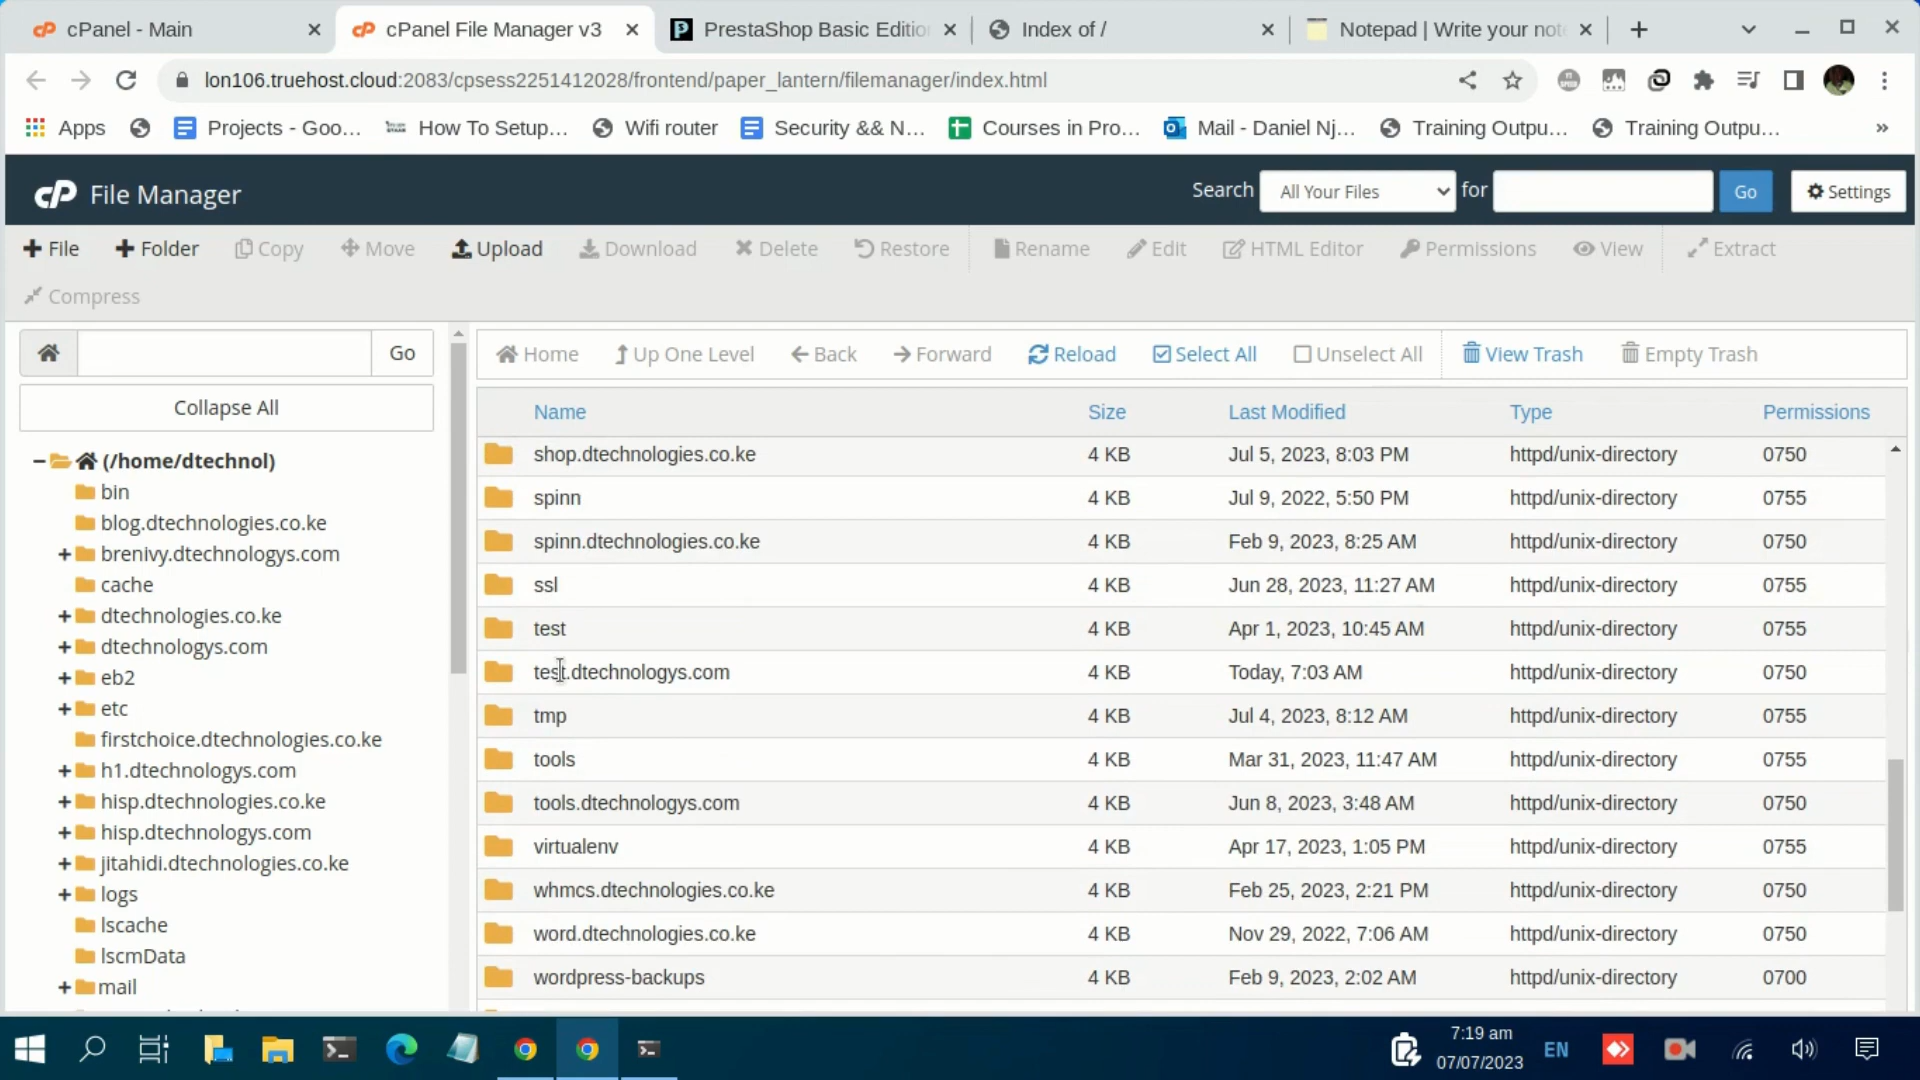 cPanel - Main
cPanel File Manager v3
PrestaShop Basic Editio
Index of /
Notepad | Write your not
lon106.truehost.cloud:2083/cpsess2251412028/frontend/paper_lantern/filemanager/index.html
Apps
Projects - Goo...
How To Setup...
Wifi router
Security && N...
Courses in Pro...
Mail - Daniel Nj...
Training Outpu...
Training Outpu...
»
cP File Manager
Search
All Your Files
for
Go
Settings
File
Folder
Copy
Move
Upload
Download
Delete
Restore
Rename
Edit
HTML Editor
Permissions
View
Extract
Compress
Go
Collapse All
(/home/dtechnol)
bin
blog.dtechnologies.co.ke
brenivy.dtechnologys.com
cache
dtechnologies.co.ke
dtechnologys.com
eb2
etc
firstchoice.dtechnologies.co.ke
h1.dtechnologys.com
hisp.dtechnologies.co.ke
hisp.dtechnologys.com
jitahidi.dtechnologies.co.ke
logs
lscache
lscmData
mail
Home
Up One Level
Back
Forward
Reload
Select All
Unselect All
View Trash
Empty Trash
Name Size Last Modified Type Permissions
shop.dtechnologies.co.ke 4 KB Jul 5, 2023, 8:03 PM httpd/unix-directory 0750
spinn 4 KB Jul 9, 2022, 5:50 PM httpd/unix-directory 0755
spinn.dtechnologies.co.ke 4 KB Feb 9, 2023, 8:25 AM httpd/unix-directory 0750
ssl 4 KB Jun 28, 2023, 11:27 AM httpd/unix-directory 0755
test 4 KB Apr 1, 2023, 10:45 AM httpd/unix-directory 0755
test.dtechnologys.com 4 KB Today, 7:03 AM httpd/unix-directory 0750
tmp 4 KB Jul 4, 2023, 8:12 AM httpd/unix-directory 0755
tools 4 KB Mar 31, 2023, 11:47 AM httpd/unix-directory 0755
tools.dtechnologys.com 4 KB Jun 8, 2023, 3:48 AM httpd/unix-directory 0750
virtualenv 4 KB Apr 17, 2023, 1:05 PM httpd/unix-directory 0755
whmcs.dtechnologies.co.ke 4 KB Feb 25, 2023, 2:21 PM httpd/unix-directory 0750
word.dtechnologies.co.ke 4 KB Nov 29, 2022, 7:06 AM httpd/unix-directory 0750
wordpress-backups 4 KB Feb 9, 2023, 2:02 AM httpd/unix-directory 0700
7:19 am
07/07/2023
EN